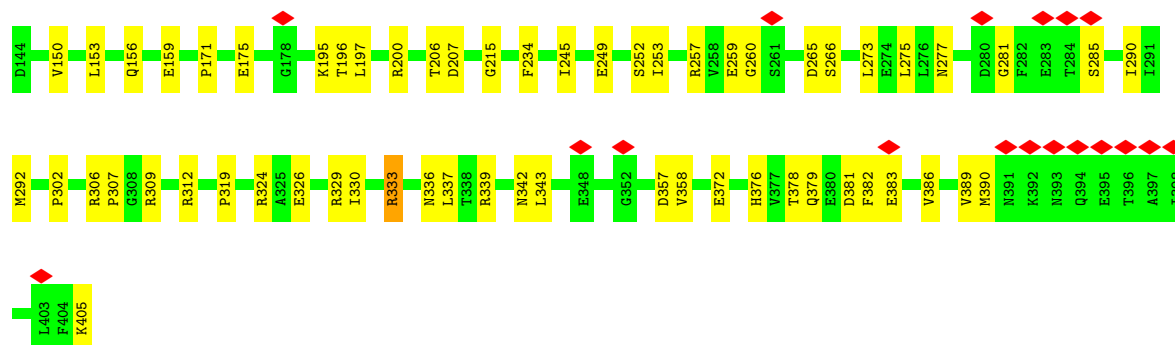 D144 V150 L153 Q156 E159 P171 E175 G178 K195 T196 L197 R200 T206 D207 G215 F234 I245 E249 S252 I253 R257 V258 E259 G260 S261 D265 S266 L273 E274 L275 L276 N277 D280 G281 F282 E283 T284 S285 I290 I291
M292 P302 R306 P307 G308 R309 R312 P319 R324 A325 E326 R329 I330 R333 N336 L337 T338 R339 N342 L343 E348 G352 D357 V358 E372 H376 V377 T378 Q379 E380 D381 F382 E383 V386 V389 M390 N391 K392 N393 Q394 E395 T396 A397
L403 F404 K405